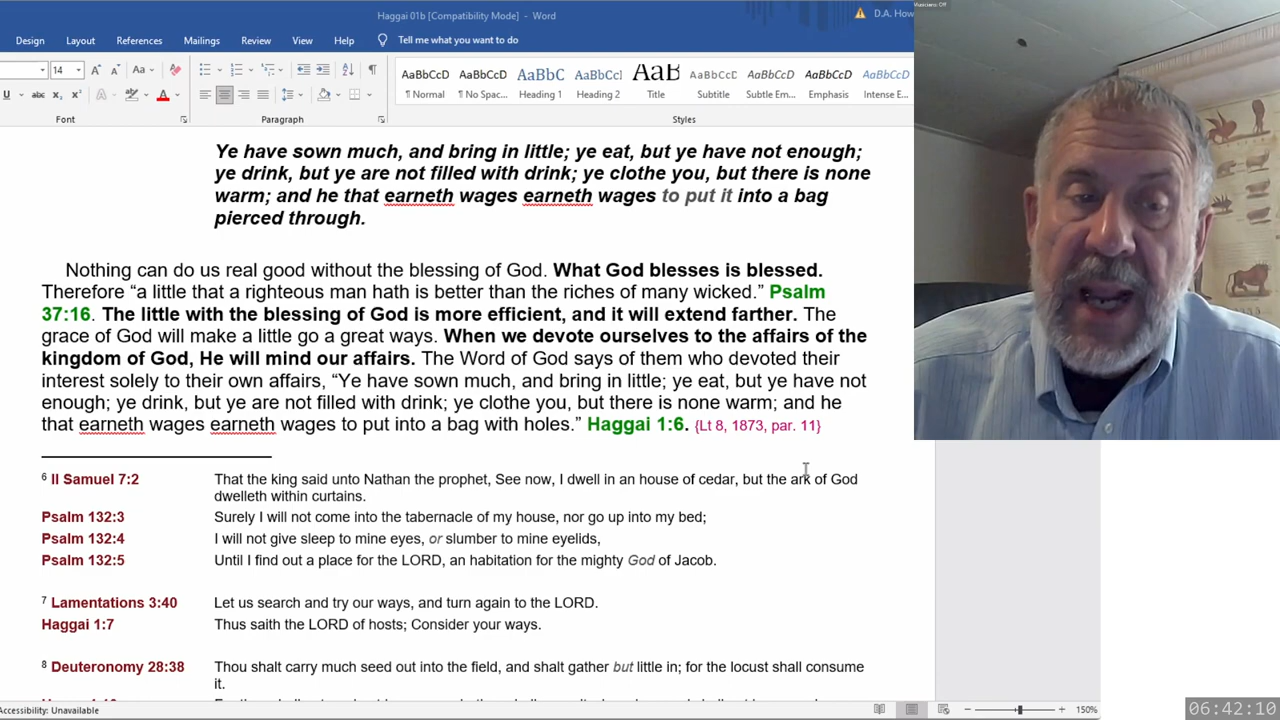 Musicians: Off
Haggai 01b [Compatibility Mode] - Word
D.A. How
Design Layout References Mailings Review View Help Tell me what you want to do
14 Aa
U abc x₂ x² A A
AaBbCcD AaBbCcD AaBbC AaBbCcI AaB AaBbCcD AaBbCcD AaBbCcD AaBbCcD
¶ Normal ¶ No Spac... Heading 1 Heading 2 Title Subtitle Subtle Em... Emphasis Intense E...
Font Paragraph Styles
Ye have sown much, and bring in little; ye eat, but ye have not enough;
ye drink, but ye are not filled with drink; ye clothe you, but there is none
warm; and he that earneth wages earneth wages to put it into a bag
pierced through.
Nothing can do us real good without the blessing of God. What God blesses is blessed.
Therefore “a little that a righteous man hath is better than the riches of many wicked.” Psalm
37:16. The little with the blessing of God is more efficient, and it will extend farther. The
grace of God will make a little go a great ways. When we devote ourselves to the affairs of the
kingdom of God, He will mind our affairs. The Word of God says of them who devoted their
interest solely to their own affairs, “Ye have sown much, and bring in little; ye eat, but ye have not
enough; ye drink, but ye are not filled with drink; ye clothe you, but there is none warm; and he
that earneth wages earneth wages to put into a bag with holes.” Haggai 1:6. {Lt 8, 1873, par. 11}
6 II Samuel 7:2 That the king said unto Nathan the prophet, See now, I dwell in an house of cedar, but the ark of God
dwelleth within curtains.
Psalm 132:3 Surely I will not come into the tabernacle of my house, nor go up into my bed;
Psalm 132:4 I will not give sleep to mine eyes, or slumber to mine eyelids,
Psalm 132:5 Until I find out a place for the LORD, an habitation for the mighty God of Jacob.
7 Lamentations 3:40 Let us search and try our ways, and turn again to the LORD.
Haggai 1:7 Thus saith the LORD of hosts; Consider your ways.
8 Deuteronomy 28:38 Thou shalt carry much seed out into the field, and shalt gather but little in; for the locust shall consume
it.
Accessibility: Unavailable 150%
06:42:10